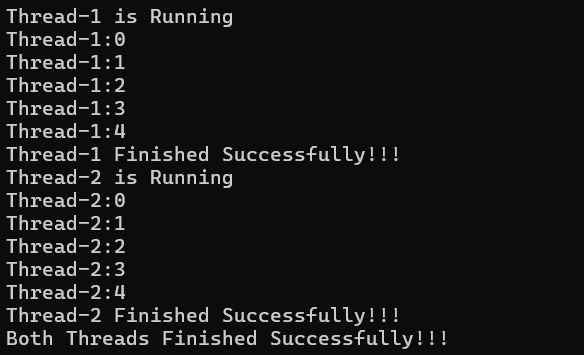 Thread-1 is Running
Thread-1:0
Thread-1:1
Thread-1:2
Thread-1:3
Thread-1:4
Thread-1 Finished Successfully!!!
Thread-2 is Running
Thread-2:0
Thread-2:1
Thread-2:2
Thread-2:3
Thread-2:4
Thread-2 Finished Successfully!!!
Both Threads Finished Successfully!!!